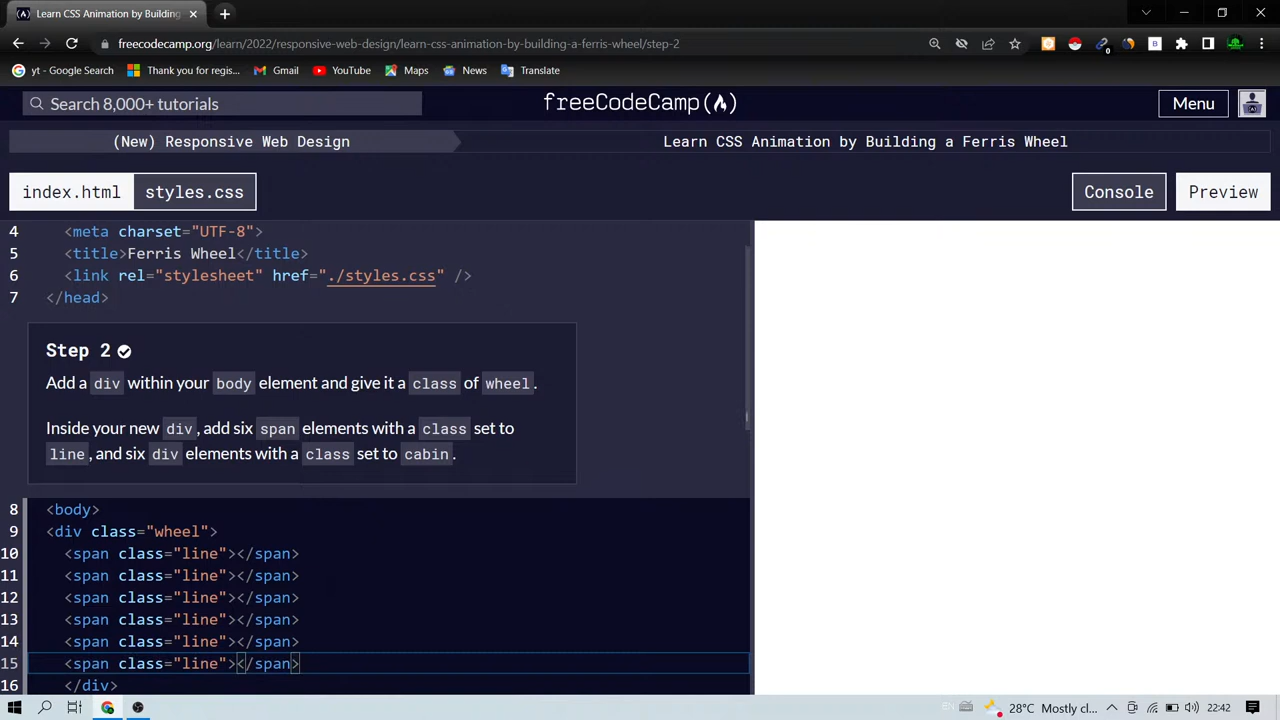 Learn CSS Animation by Building
freecodecamp.org/learn/2022/responsive-web-design/learn-css-animation-by-building-a-ferris-wheel/step-2
0
yt - Google Search Thank you for regis... Gmail YouTube Maps News Translate
Search 8,000+ tutorials
freeCodeCamp
Menu
(New) Responsive Web Design
Learn CSS Animation by Building a Ferris Wheel
index.html styles.css
Console Preview
4 <meta charset="UTF-8">
5 <title>Ferris Wheel</title>
6 <link rel="stylesheet" href="./styles.css" />
7 </head>
Step 2
Add a div within your body element and give it a class of wheel.
Inside your new div, add six span elements with a class set to
line, and six div elements with a class set to cabin.
8 <body>
9 <div class="wheel">
10 <span class="line"></span>
11 <span class="line"></span>
12 <span class="line"></span>
13 <span class="line"></span>
14 <span class="line"></span>
15 <span class="line"></span>
16 </div>
EN 28°C Mostly cl... 22:42